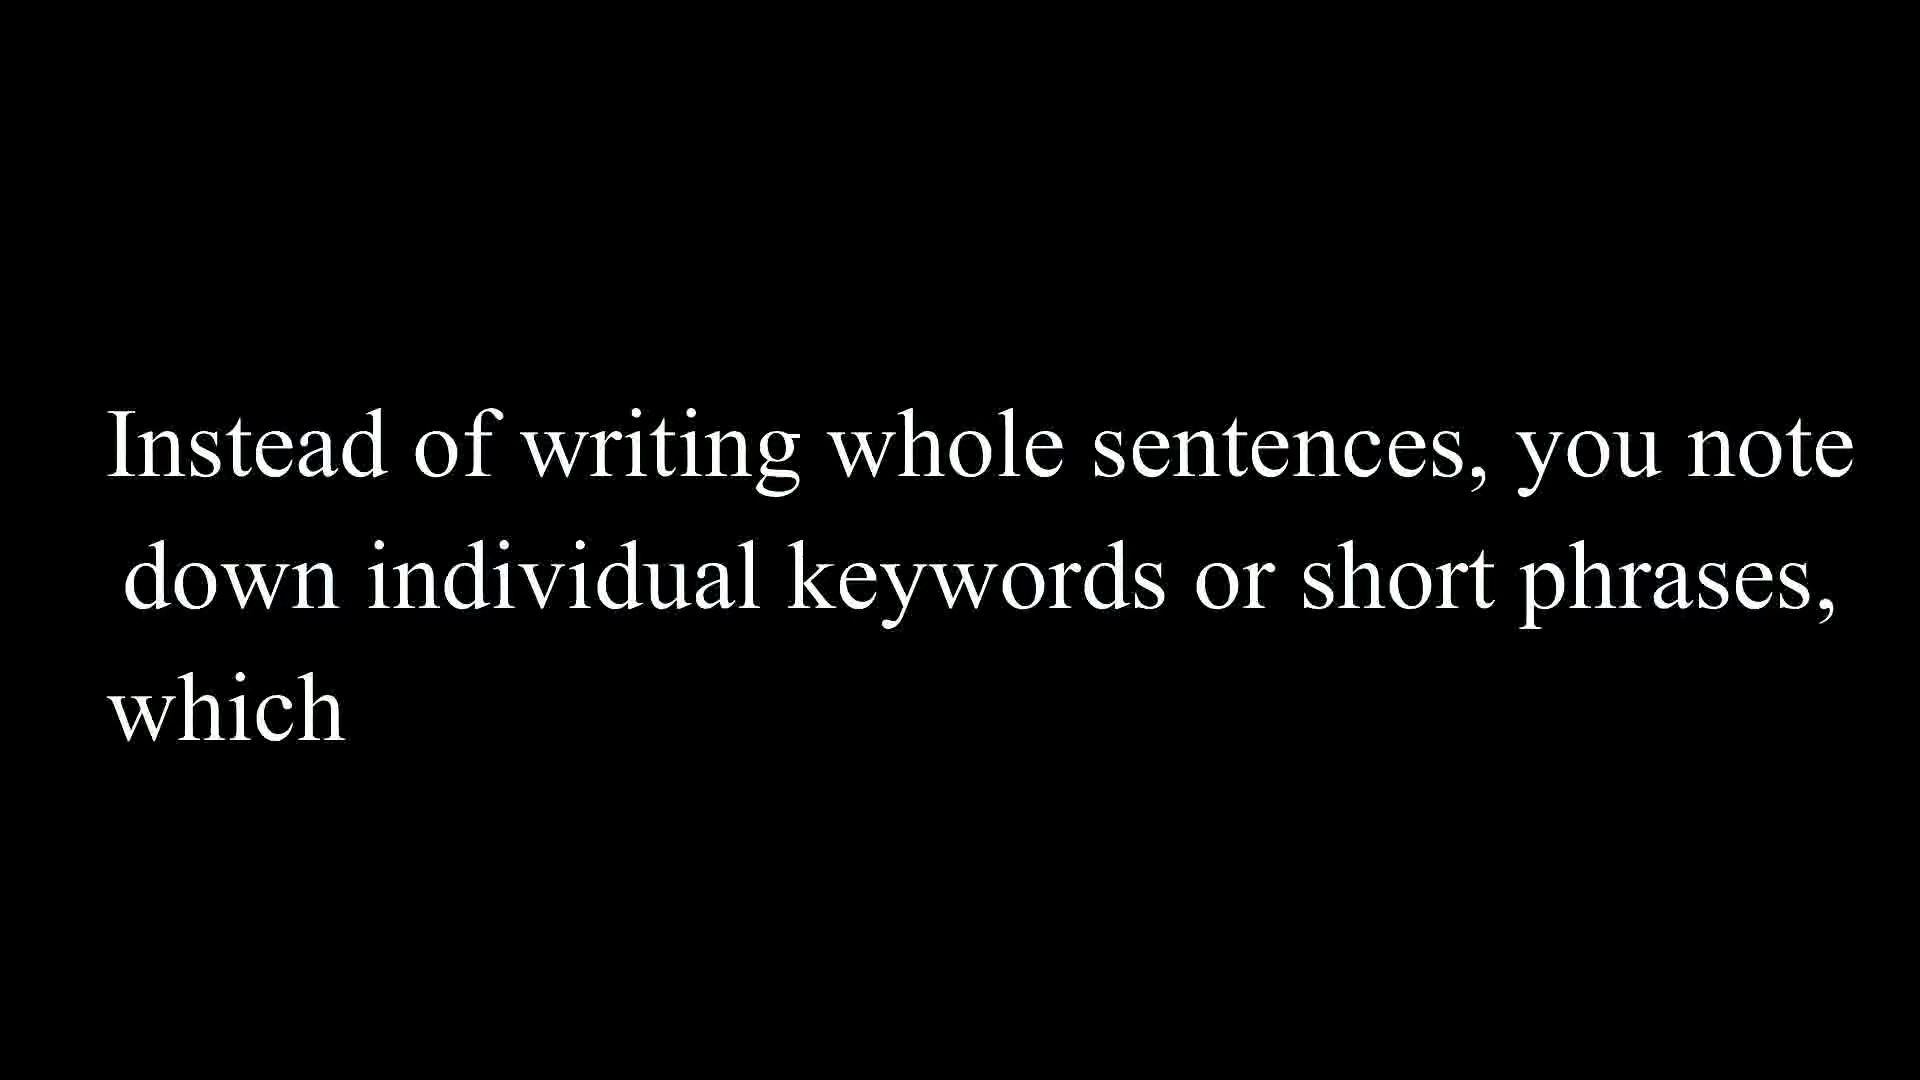 Instead of writing whole sentences, you note
down individual keywords or short phrases,
which